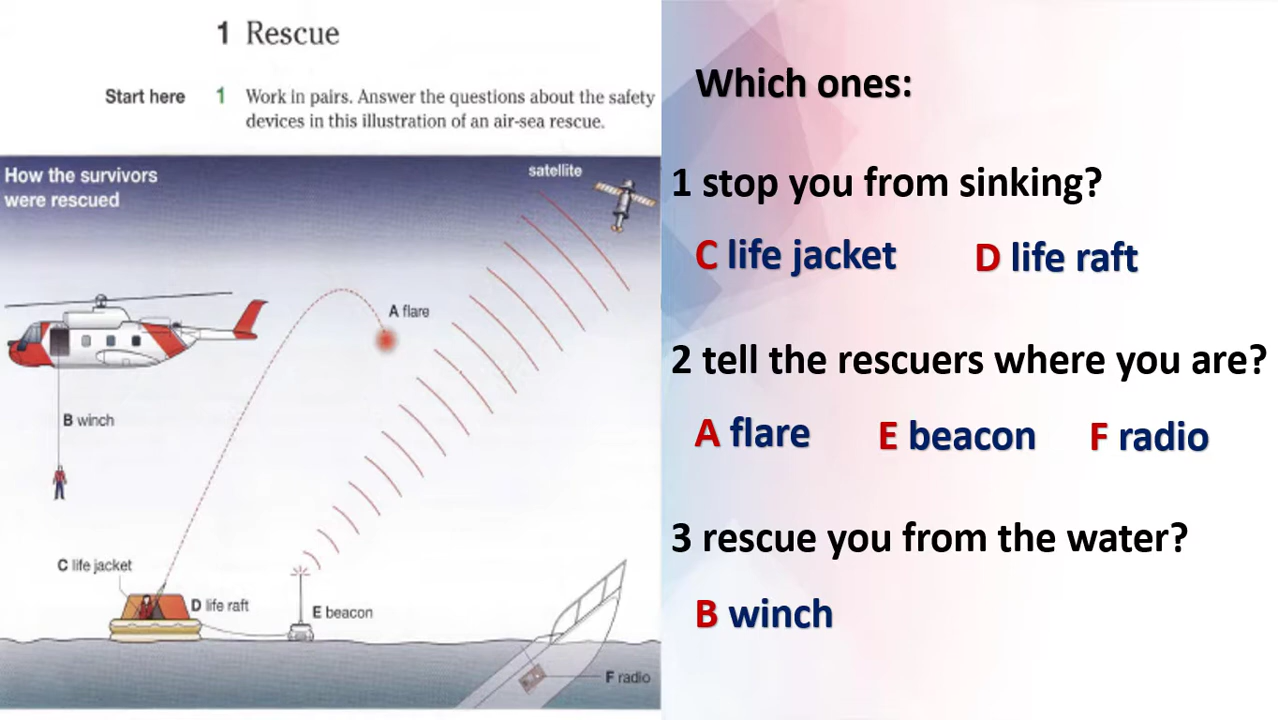 1 Rescue
Start here 1 Work in pairs. Answer the questions about the safety
devices in this illustration of an air-sea rescue.
How the survivors
were rescued
satellite
A flare
B winch
C life jacket
D life raft
E beacon
F radio
Which ones:
1 stop you from sinking?
C life jacket D life raft
2 tell the rescuers where you are?
A flare E beacon F radio
3 rescue you from the water?
B winch